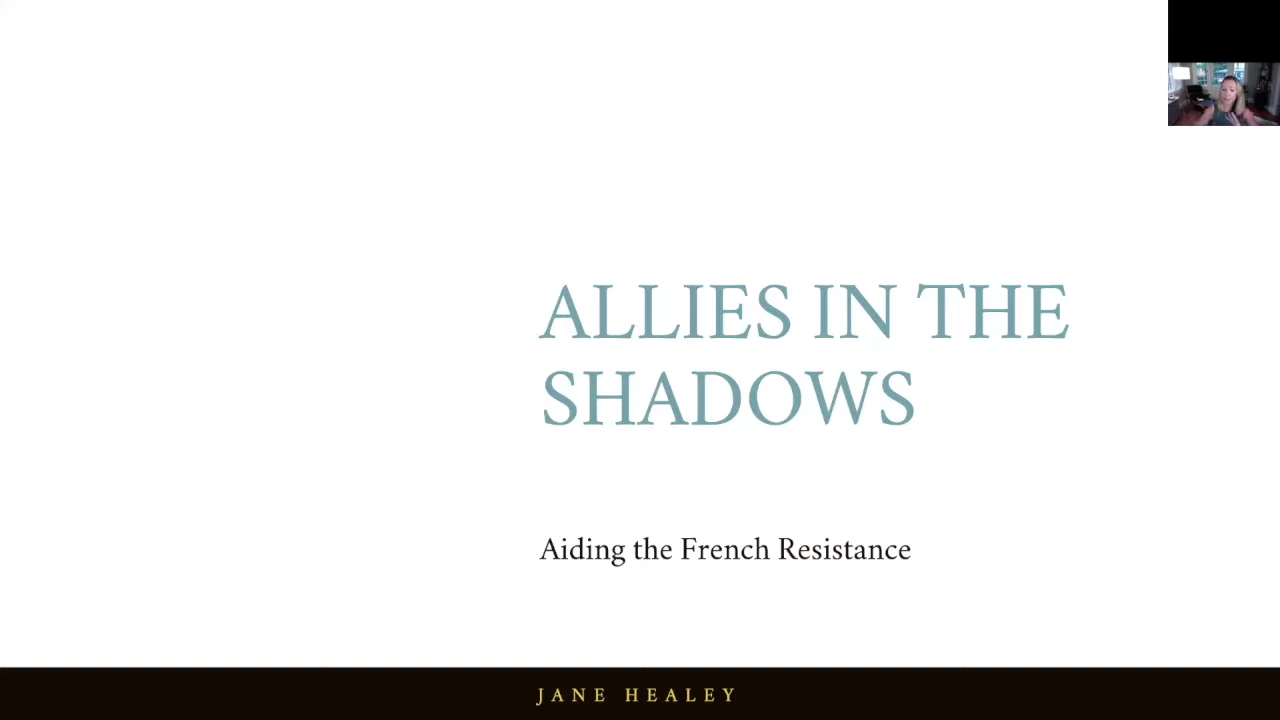 ALLIES IN THE
SHADOWS
Aiding the French Resistance
JANE HEALEY